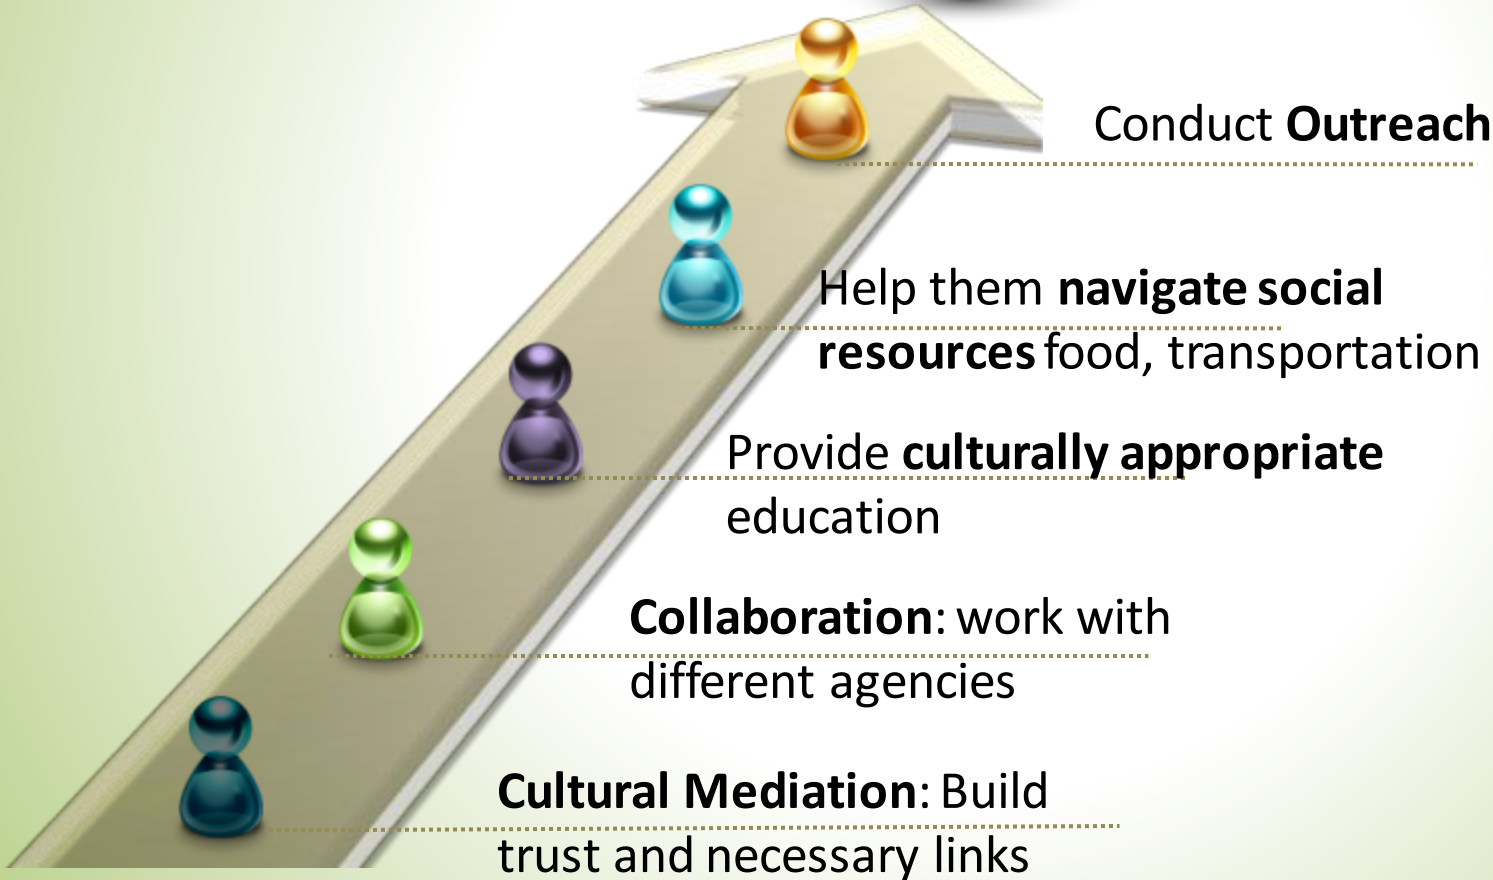 Conduct Outreach
Help them navigate social
resources food, transportation
Provide culturally appropriate
education
Collaboration: work with
different agencies
Cultural Mediation: Build
trust and necessary links